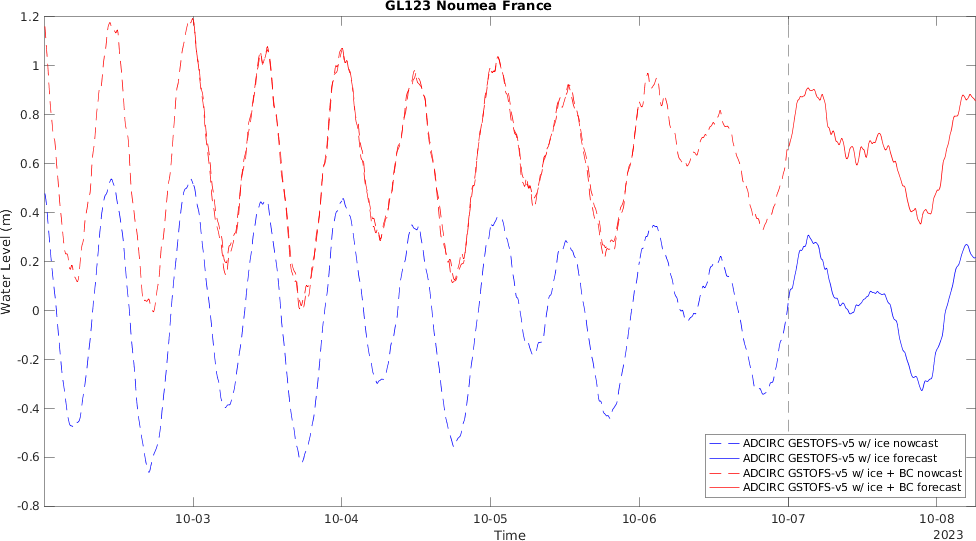 GL123 Noumea France
1.2
1
0.8
0.6
0.4
0.2
0
-0.2
-0.4
-0.6
-0.8
Water Level (m)
ADCIRC GESTOFS-v5 w/ ice nowcast
ADCIRC GESTOFS-v5 w/ ice forecast
ADCIRC GSTOFS-v5 w/ ice + BC nowcast
ADCIRC GSTOFS-v5 w/ ice + BC forecast
10-03 10-04 10-05 10-06 10-07 10-08
Time 2023